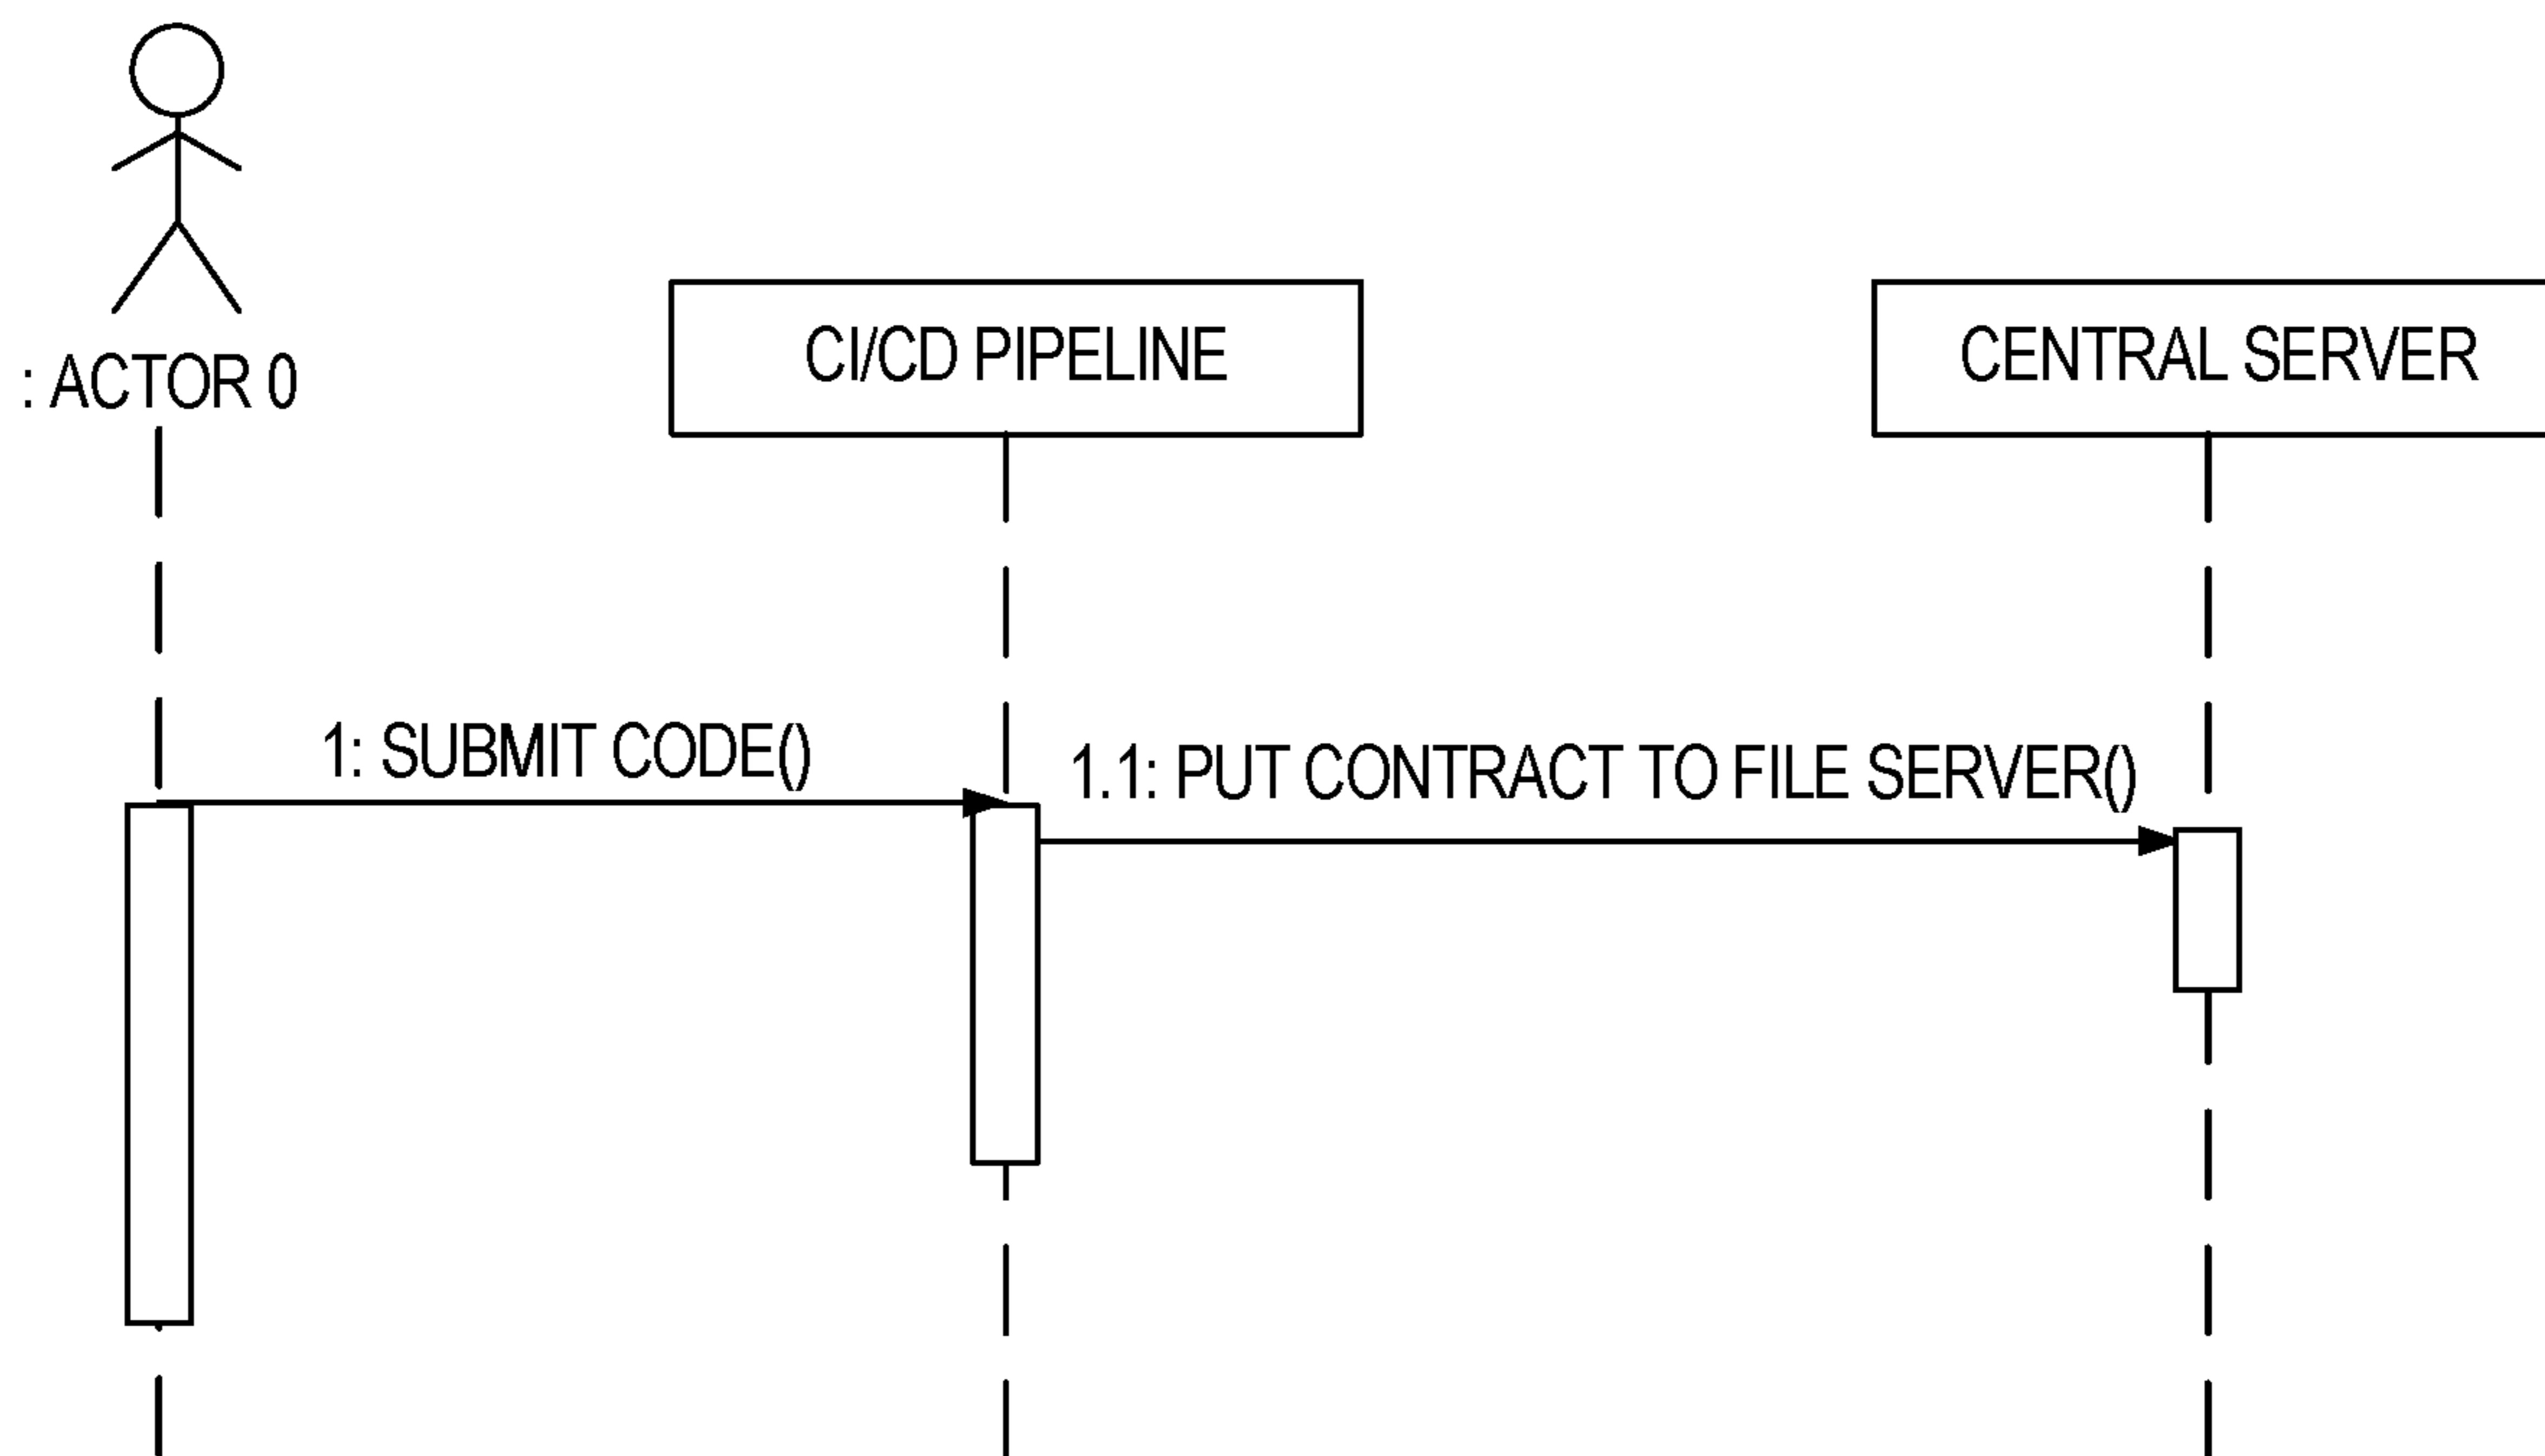 : ACTOR 0
CI/CD PIPELINE
CENTRAL SERVER
1: SUBMIT CODE()
1.1: PUT CONTRACT TO FILE SERVER()